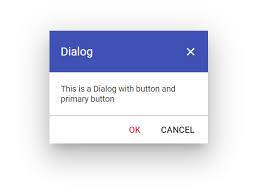 Dialog
This is a Dialog with button and
primary button
OK CANCEL